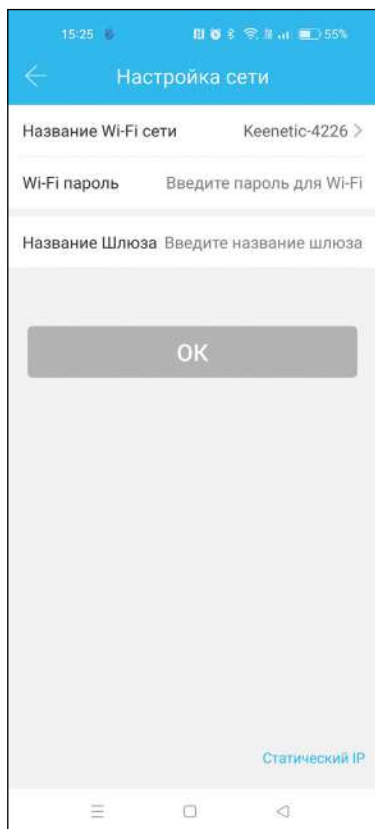 15:25 55%
Настройка сети
Название Wi-Fi сети Keenetic-4226
Wi-Fi пароль Введите пароль для Wi-Fi
Название Шлюза Введите название шлюза
ОК
Статический IP